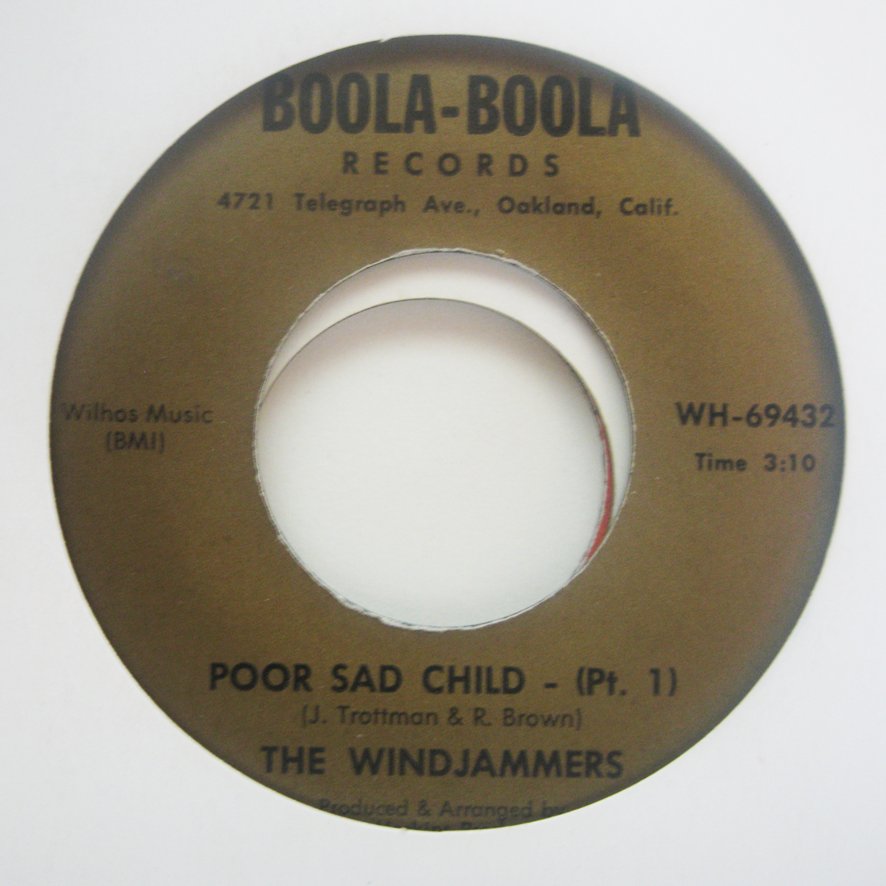 BOOLA-BOOLA
RECORDS
4721 Telegraph Ave., Oakland, Calif.
Wilhos Music
(BMI)
WH-69432
Time 3:10
POOR SAD CHILD - (Pt. 1)
(J. Trottman & R. Brown)
THE WINDJAMMERS
Produced & Arranged by